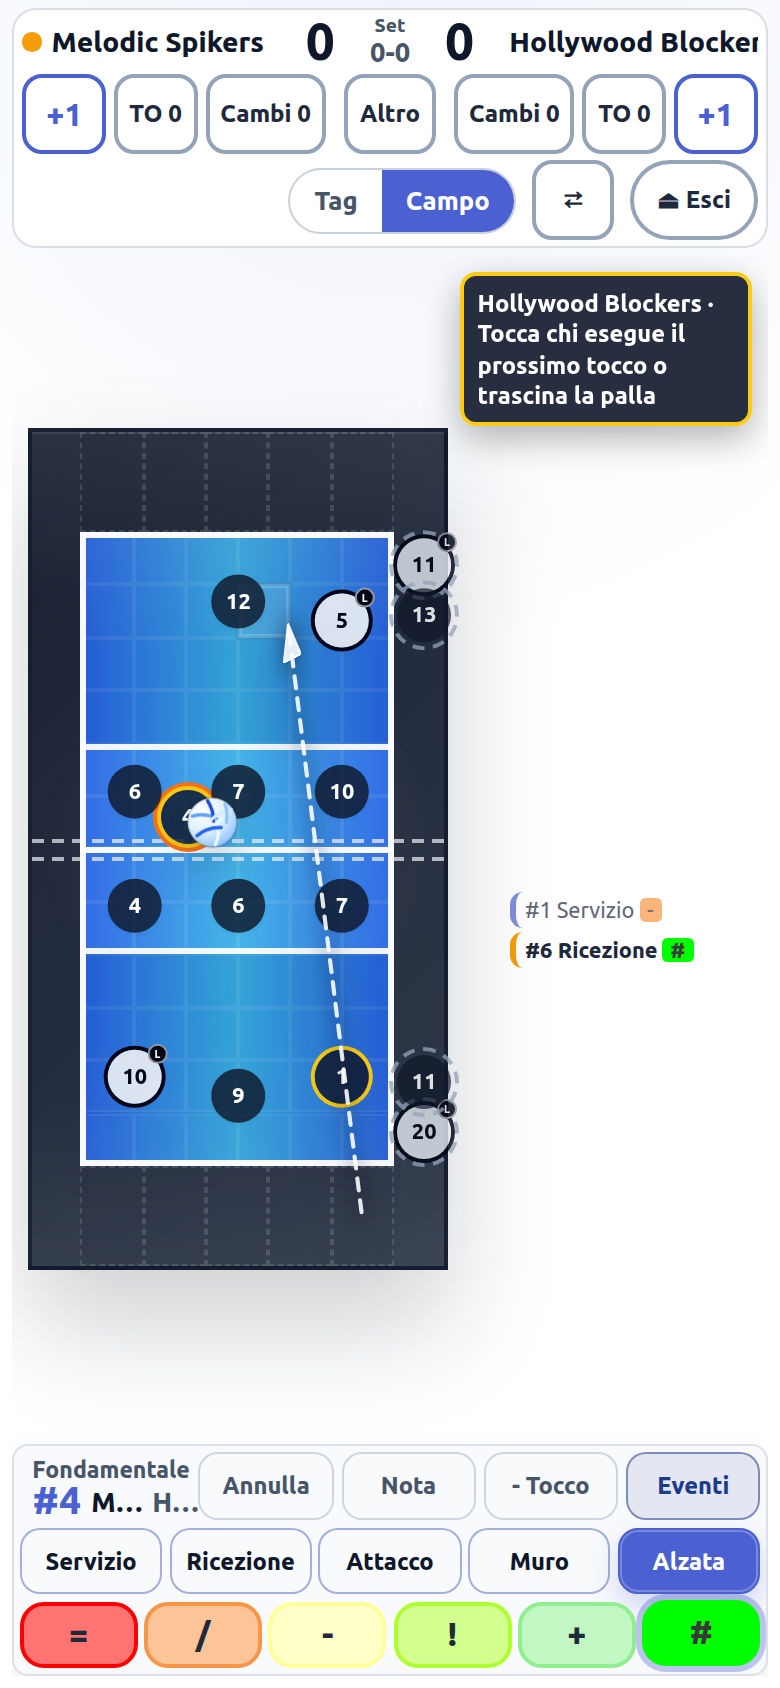 Melodic Spikers 0 Set 0-0 0 Hollywood Blocker
+1 TO 0 Cambi 0 Altro Cambi 0 TO 0 +1
Tag Campo ⇄ ⏏ Esci
Hollywood Blockers ·
Tocca chi esegue il
prossimo tocco o
trascina la palla
11 L
12 5 L 13
6 7 10
4 6 7
#1 Servizio -
#6 Ricezione #
10 L 9 1 11
20 L
Fondamentale
#4 M... H...
Annulla Nota - Tocco Eventi
Servizio Ricezione Attacco Muro Alzata
= / - ! + #